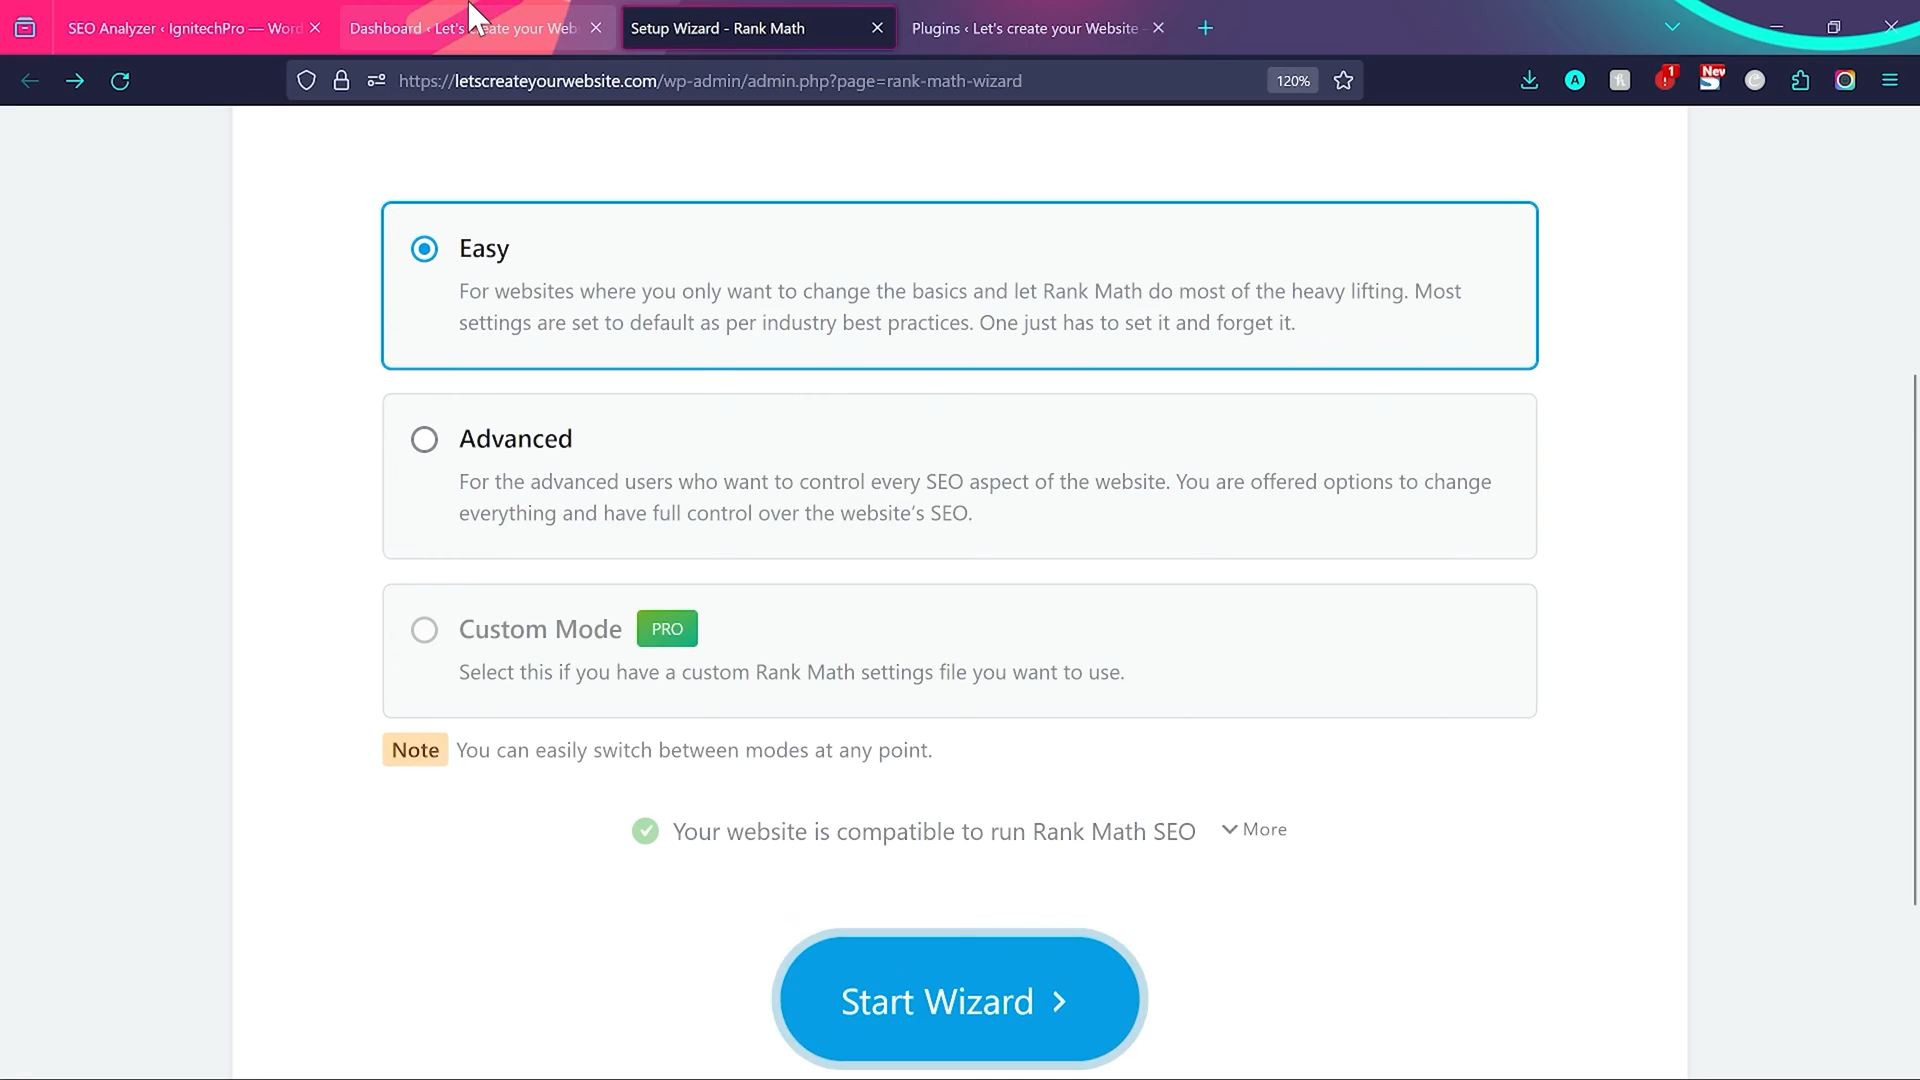 SEO Analyzer ‹ IgnitechPro — Word
Dashboard ‹ Let's create your Web
Setup Wizard - Rank Math
Plugins ‹ Let's create your Website -
https://letscreateyourwebsite.com/wp-admin/admin.php?page=rank-math-wizard
120%
1
New
Easy
For websites where you only want to change the basics and let Rank Math do most of the heavy lifting. Most
settings are set to default as per industry best practices. One just has to set it and forget it.
Advanced
For the advanced users who want to control every SEO aspect of the website. You are offered options to change
everything and have full control over the website's SEO.
Custom Mode PRO
Select this if you have a custom Rank Math settings file you want to use.
Note You can easily switch between modes at any point.
Your website is compatible to run Rank Math SEO More
Start Wizard